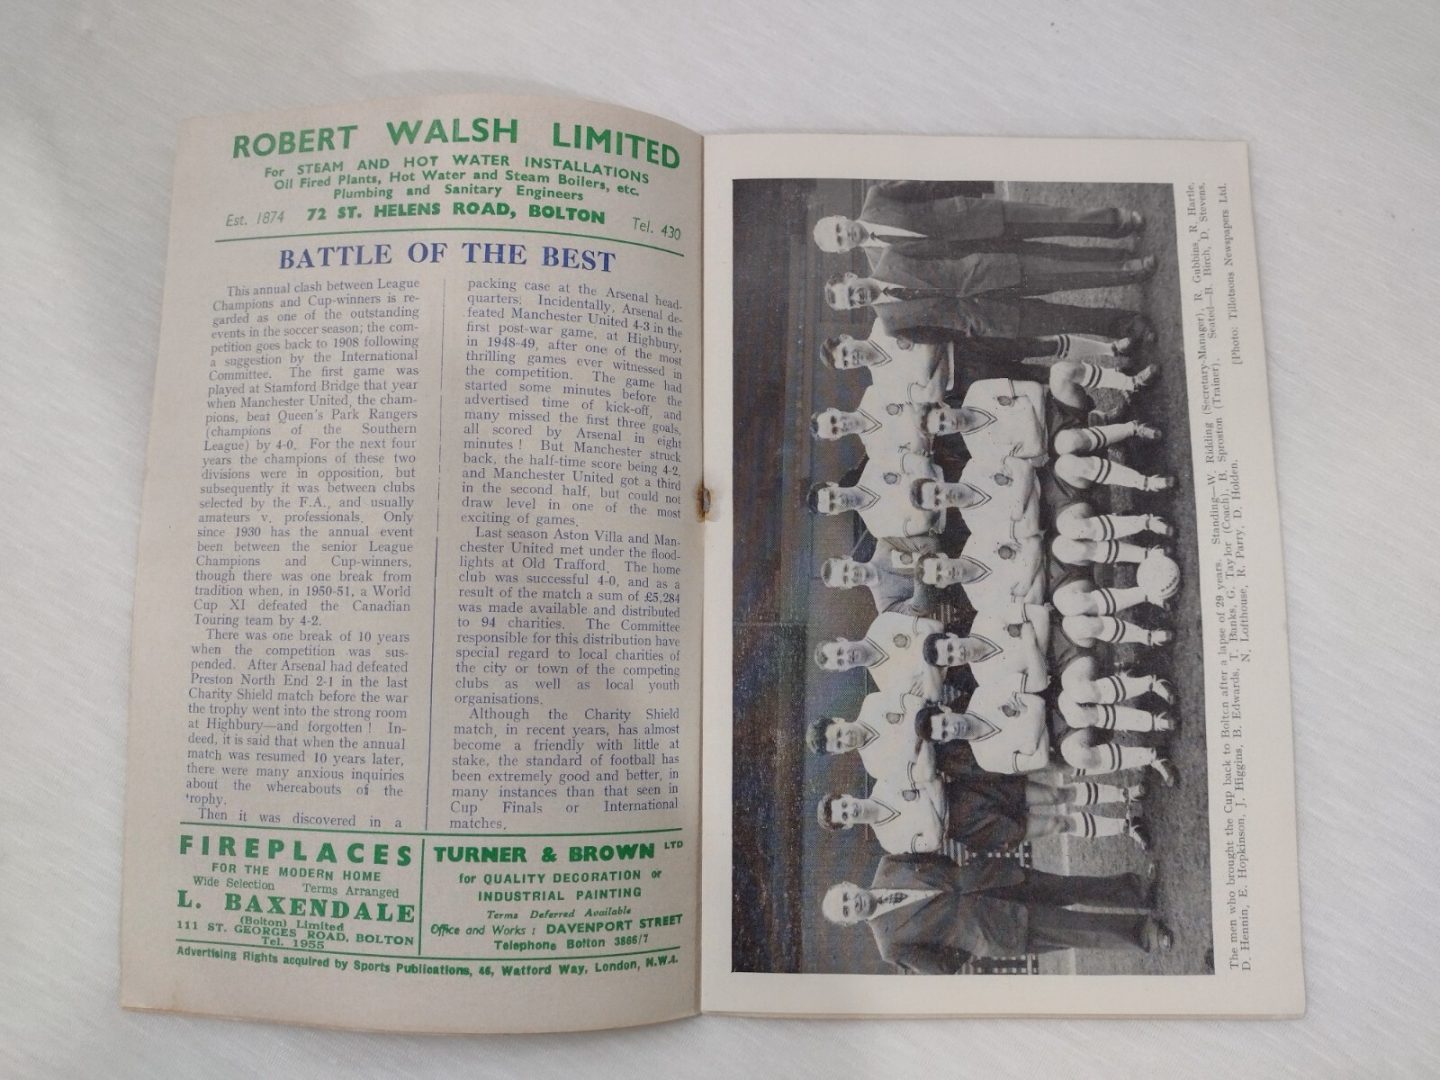 ROBERT WALSH LIMITED
For STEAM AND HOT WATER INSTALLATIONS
Oil Fired Plants, Hot Water and Steam Boilers, etc.
Plumbing and Sanitary Engineers
Est. 1874 72 ST. HELENS ROAD, BOLTON Tel. 430
BATTLE OF THE BEST
This annual clash between League
Champions and Cup-winners is re-
garded as one of the outstanding
events in the soccer season; the com-
petition goes back to 1908 following
a suggestion by the International
Committee. The first game was
played at Stamford Bridge that year
when Manchester United, the cham-
pions, beat Queen's Park Rangers
(champions of the Southern
League) by 4-0. For the next four
years the champions of these two
divisions were in opposition, but
subsequently it was between clubs
selected by the F.A., and usually
amateurs v. professionals. Only
since 1930 has the annual event
been between the senior League
Champions and Cup-winners,
though there was one break from
tradition when, in 1950-51, a World
Cup XI defeated the Canadian
Touring team by 4-2.
There was one break of 10 years
when the competition was sus-
pended. After Arsenal had defeated
Preston North End 2-1 in the last
Charity Shield match before the war
the trophy went into the strong room
at Highbury—and forgotten! In-
deed, it is said that when the annual
match was resumed 10 years later,
there were many anxious inquiries
about the whereabouts of the
trophy.
Then it was discovered in a
packing case at the Arsenal head-
quarters. Incidentally, Arsenal de-
feated Manchester United 4-3 in the
first post-war game, at Highbury,
in 1948-49, after one of the most
thrilling games ever witnessed in
the competition. The game had
started some minutes before the
advertised time of kick-off, and
many missed the first three goals,
all scored by Arsenal in eight
minutes! But Manchester struck
back, the half-time score being 4-2,
and Manchester United got a third
in the second half, but could not
draw level in one of the most
exciting of games.
Last season Aston Villa and Man-
chester United met under the flood-
lights at Old Trafford. The home
club was successful 4-0, and as a
result of the match a sum of £5,284
was made available and distributed
to 94 charities. The Committee
responsible for this distribution have
special regard to local charities of
the city or town of the competing
clubs as well as local youth
organisations.
Although the Charity Shield
match, in recent years, has almost
become a friendly with little at
stake, the standard of football has
been extremely good and better, in
many instances than that seen in
Cup Finals or International
matches.
FIREPLACES
FOR THE MODERN HOME
Wide Selection Terms Arranged
L. BAXENDALE
(Bolton) Limited
111 ST. GEORGES ROAD, BOLTON
Tel. 1955
TURNER & BROWN LTD
for QUALITY DECORATION or
INDUSTRIAL PAINTING
Terms Deferred Available
Office and Works: DAVENPORT STREET
Telephone Bolton 3886/7
Advertising Rights acquired by Sports Publications, 46, Watford Way, London, N.W.4.
The men who brought the Cup back to Bolton after a lapse of 29 years. Standing—W. Ridding (Secretary-Manager), R. Gubbins, R. Hartle,
D. Hennin, E. Hopkinson, J. Higgins, B. Edwards, T. Banks, G. Taylor (Coach), B. Sproston (Trainer). Seated—B. Birch, D. Stevens,
N. Lofthouse, R. Parry, D. Holden.
[Photo: Tillotsons Newspapers Ltd.